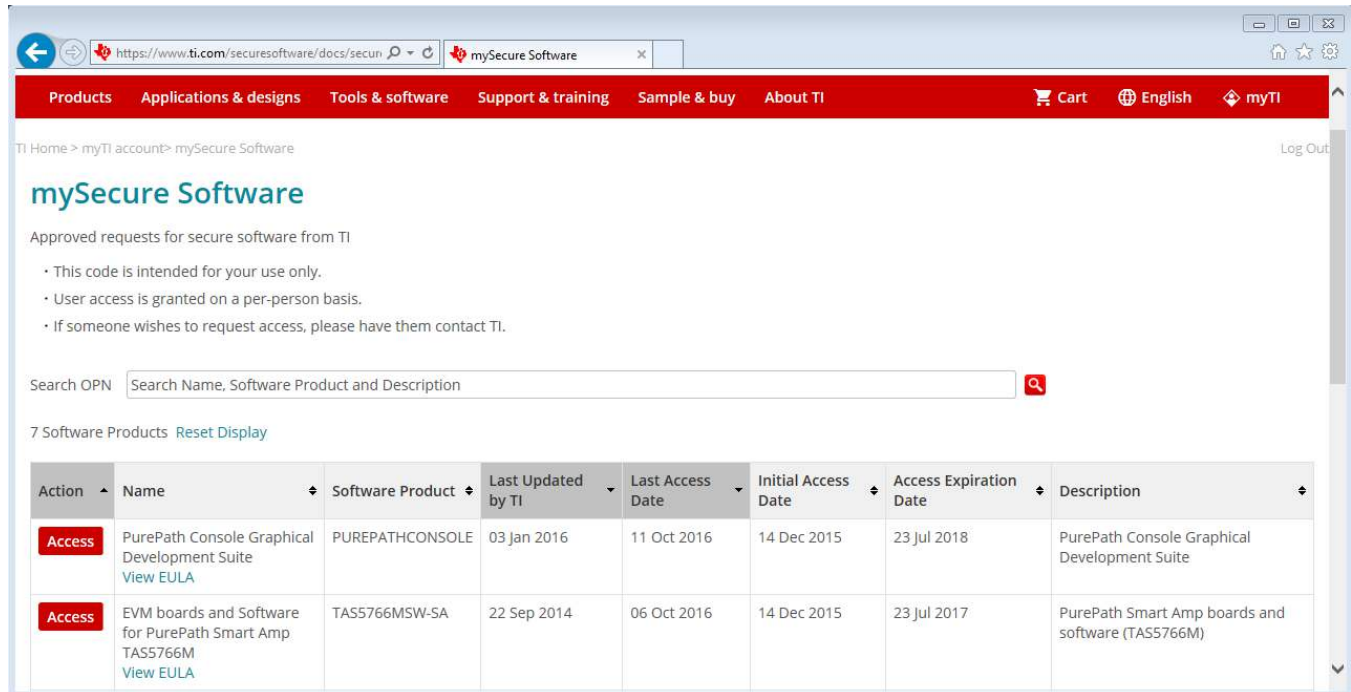 https://www.ti.com/securesoftware/docs/secur
mySecure Software
Products Applications & designs Tools & software Support & training Sample & buy About TI Cart English myTI
TI Home > myTI account> mySecure Software Log Out
mySecure Software
Approved requests for secure software from TI
· This code is intended for your use only.
· User access is granted on a per-person basis.
· If someone wishes to request access, please have them contact TI.
Search OPN Search Name, Software Product and Description
7 Software Products Reset Display
Action Name Software Product Last Updated by TI Last Access Date Initial Access Date Access Expiration Date Description
Access PurePath Console Graphical PUREPATHCONSOLE 03 Jan 2016 11 Oct 2016 14 Dec 2015 23 Jul 2018 PurePath Console Graphical
Development Suite Development Suite
View EULA
Access EVM boards and Software TAS5766MSW-SA 22 Sep 2014 06 Oct 2016 14 Dec 2015 23 Jul 2017 PurePath Smart Amp boards and
for PurePath Smart Amp software (TAS5766M)
TAS5766M
View EULA